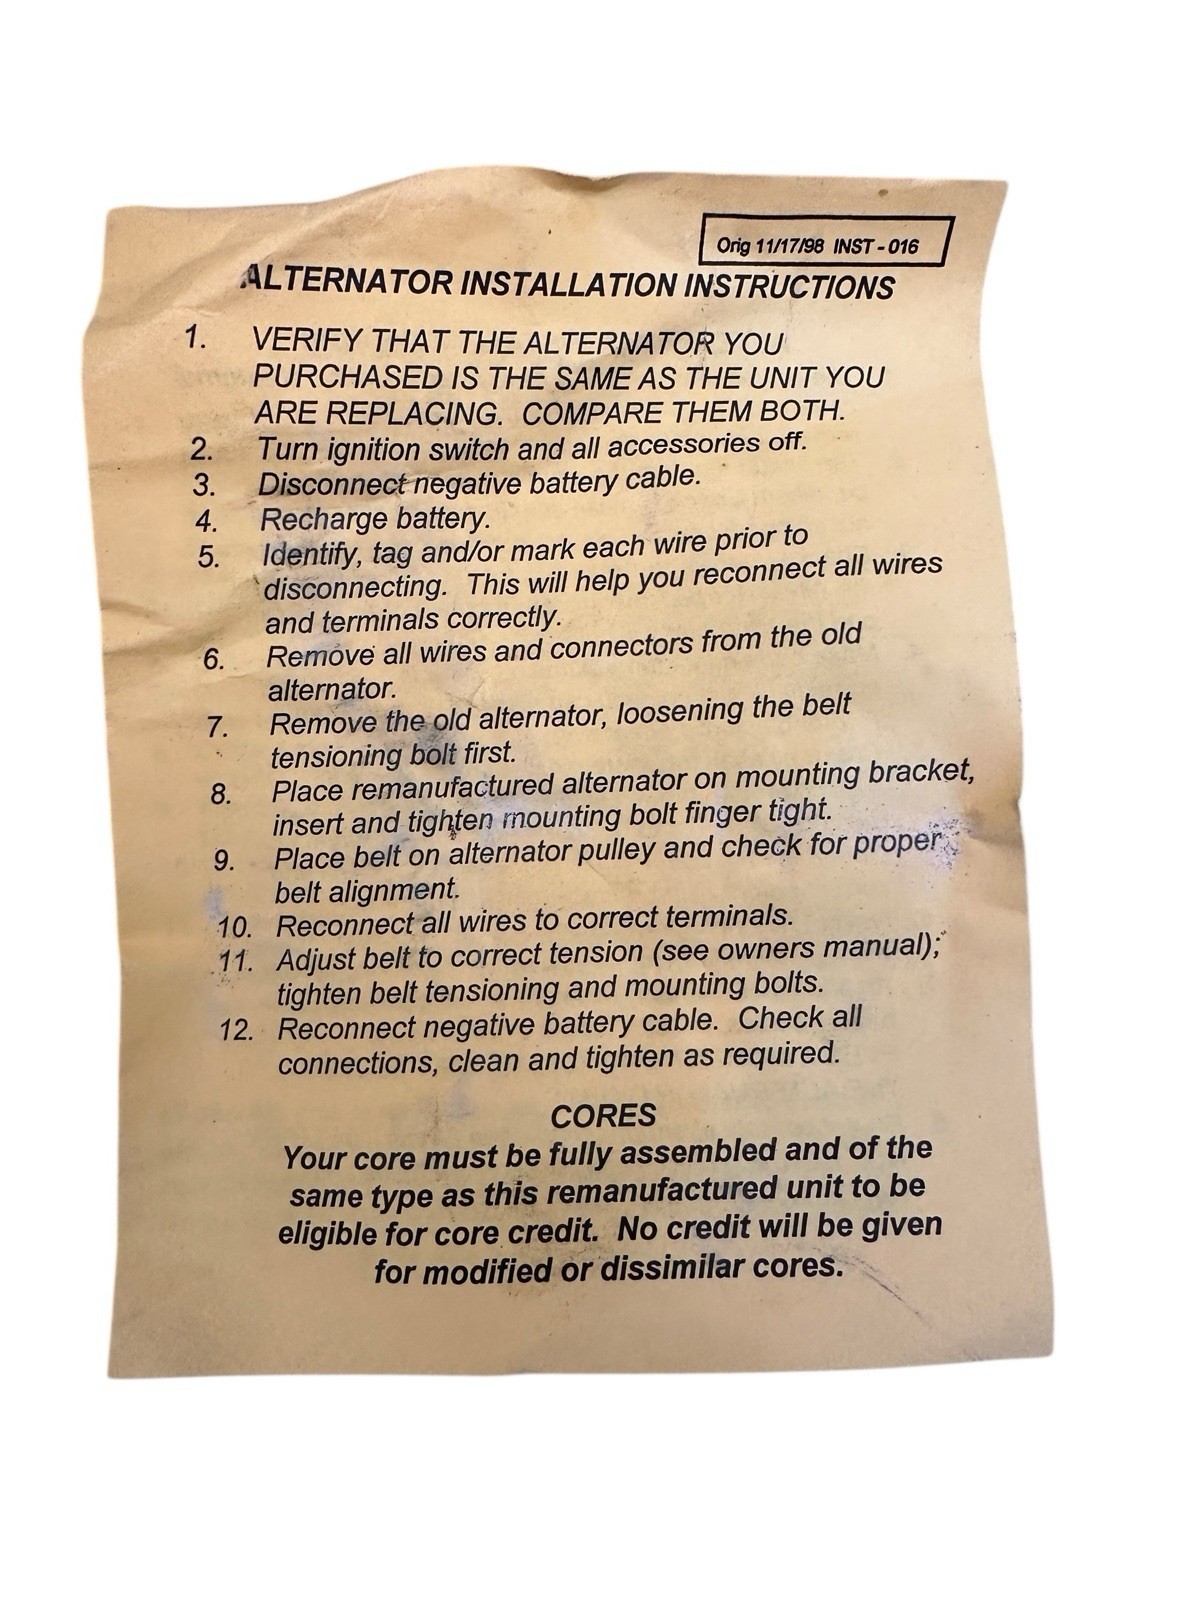 Orig 11/17/98 INST - 016
ALTERNATOR INSTALLATION INSTRUCTIONS
1. VERIFY THAT THE ALTERNATOR YOU
PURCHASED IS THE SAME AS THE UNIT YOU
ARE REPLACING. COMPARE THEM BOTH.
2. Turn ignition switch and all accessories off.
3. Disconnect negative battery cable.
4. Recharge battery.
5. Identify, tag and/or mark each wire prior to
disconnecting. This will help you reconnect all wires
and terminals correctly.
6. Remove all wires and connectors from the old
alternator.
7. Remove the old alternator, loosening the belt
tensioning bolt first.
8. Place remanufactured alternator on mounting bracket,
insert and tighten mounting bolt finger tight.
9. Place belt on alternator pulley and check for proper
belt alignment.
10. Reconnect all wires to correct terminals.
11. Adjust belt to correct tension (see owners manual);
tighten belt tensioning and mounting bolts.
12. Reconnect negative battery cable. Check all
connections, clean and tighten as required.
CORES
Your core must be fully assembled and of the
same type as this remanufactured unit to be
eligible for core credit. No credit will be given
for modified or dissimilar cores.